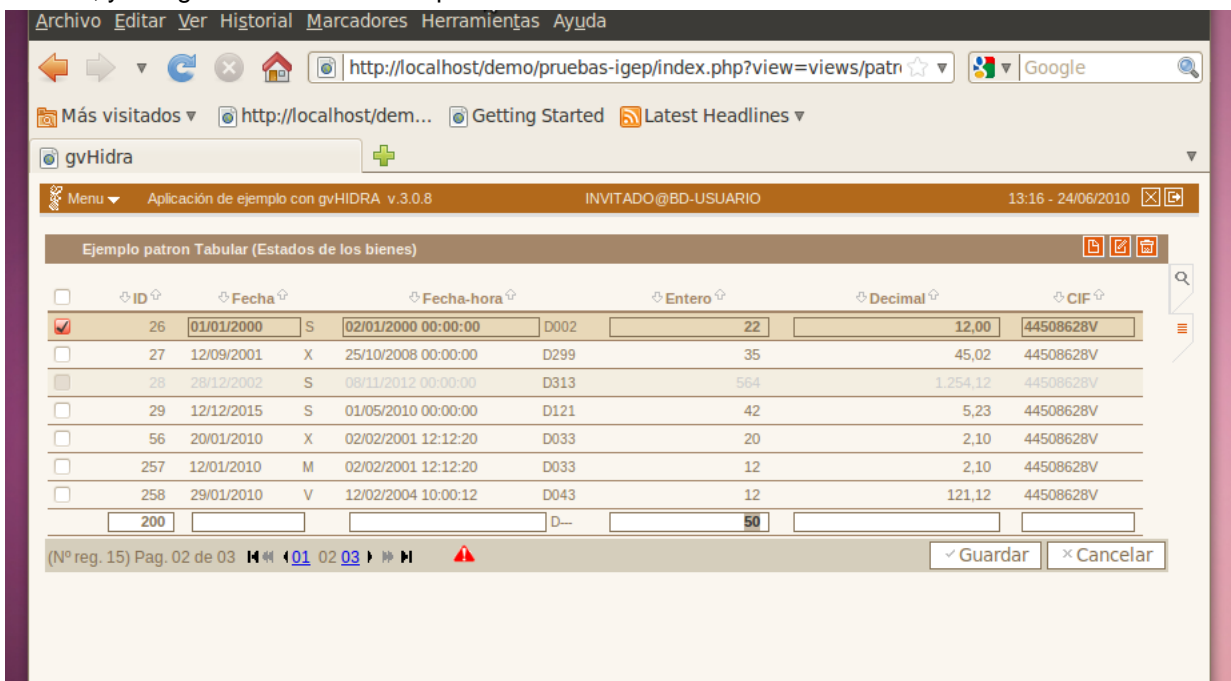 Archivo Editar Ver Historial Marcadores Herramientas Ayuda
http://localhost/demo/pruebas-igep/index.php?view=views/patr Google
Más visitados http://localhost/dem... Getting Started Latest Headlines
gvHidra
Menu Aplicación de ejemplo con gvHIDRA v.3.0.8 INVITADO@BD-USUARIO 13:16 - 24/06/2010
Ejemplo patron Tabular (Estados de los bienes)
ID Fecha Fecha-hora Entero Decimal CIF
26 01/01/2000 S 02/01/2000 00:00:00 D002 22 12,00 44508628V
27 12/09/2001 X 25/10/2008 00:00:00 D299 35 45,02 44508628V
28 28/12/2002 S 08/11/2012 00:00:00 D313 564 1.254,12 44508628V
29 12/12/2015 S 01/05/2010 00:00:00 D121 42 5,23 44508628V
56 20/01/2010 X 02/02/2001 12:12:20 D033 20 2,10 44508628V
257 12/01/2010 M 02/02/2001 12:12:20 D033 12 2,10 44508628V
258 29/01/2010 V 12/02/2004 10:00:12 D043 12 121,12 44508628V
200 D--- 50
(Nº reg. 15) Pag. 02 de 03 01 02 03 Guardar Cancelar